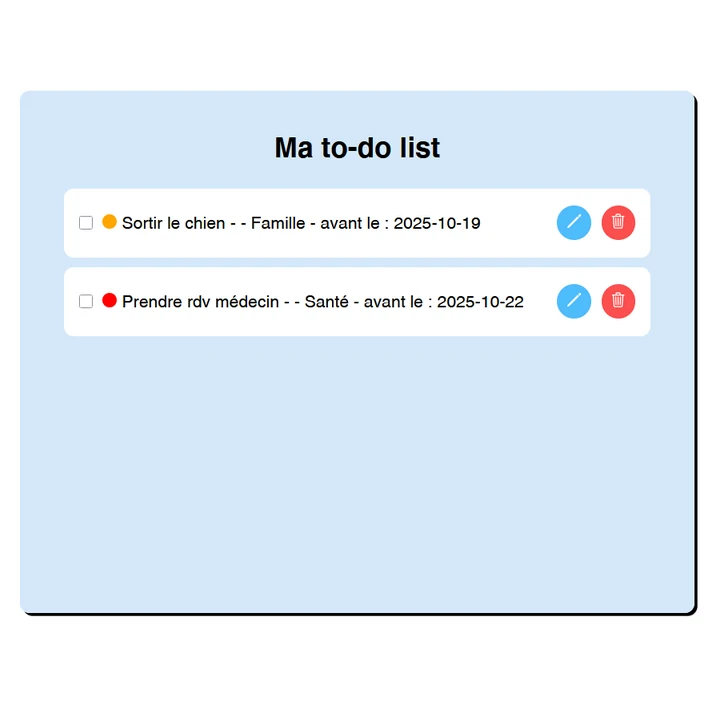 Ma to-do list
Sortir le chien - - Famille - avant le : 2025-10-19
Prendre rdv médecin - - Santé - avant le : 2025-10-22